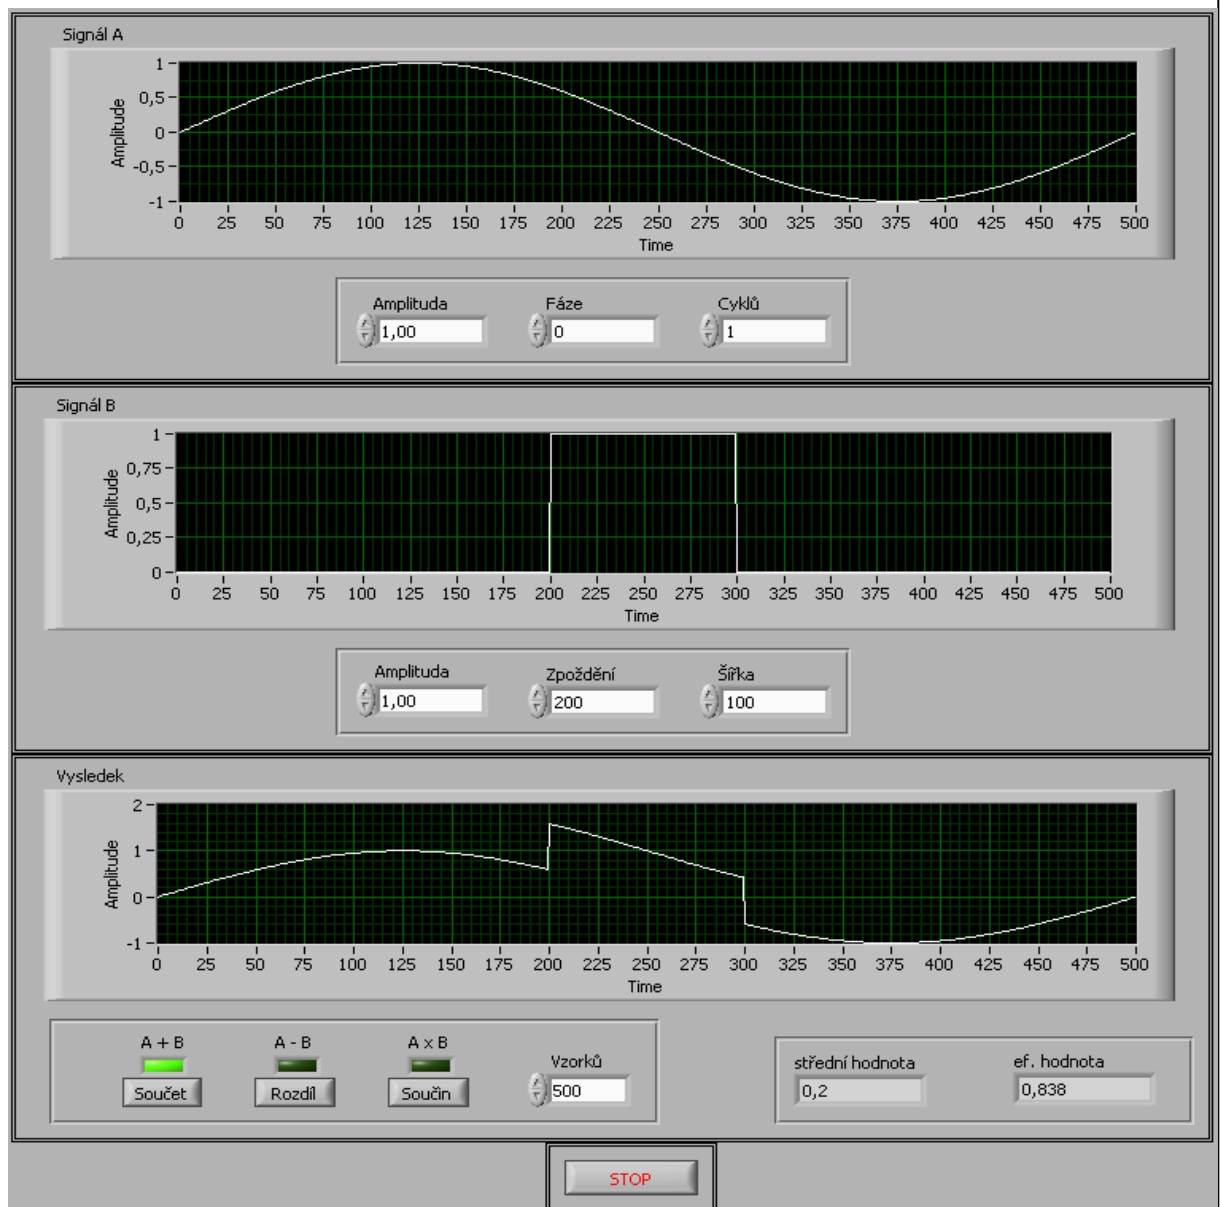 Signál A
1
0,5
0
-0,5
-1
Amplitude
0 25 50 75 100 125 150 175 200 225 250 275 300 325 350 375 400 425 450 475 500
Time
Amplituda Fáze Cyklů
1,00 0 1
Signál B
1
0,75
0,5
0,25
0
Amplitude
0 25 50 75 100 125 150 175 200 225 250 275 300 325 350 375 400 425 450 475 500
Time
Amplituda Zpoždění Šířka
1,00 200 100
Vysledek
2
1
0
-1
Amplitude
0 25 50 75 100 125 150 175 200 225 250 275 300 325 350 375 400 425 450 475 500
Time
A + B A - B A x B
Součet Rozdíl Součin
Vzorků
500
střední hodnota ef. hodnota
0,2 0,838
STOP